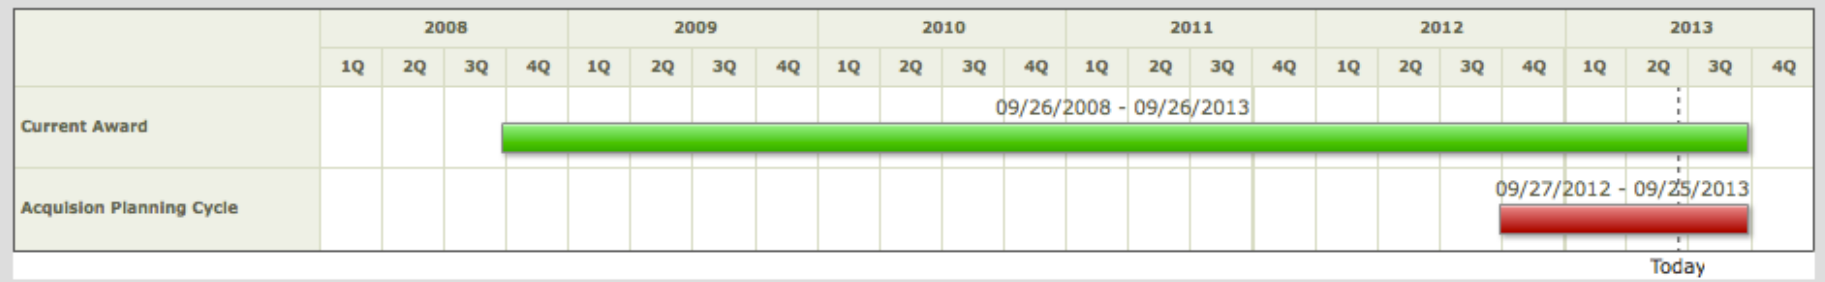 2008 2009 2010 2011 2012 2013
1Q 2Q 3Q 4Q 1Q 2Q 3Q 4Q 1Q 2Q 3Q 4Q 1Q 2Q 3Q 4Q 1Q 2Q 3Q 4Q 1Q 2Q 3Q 4Q
09/26/2008 - 09/26/2013
Current Award
09/27/2012 - 09/25/2013
Acqulsion Planning Cycle
Today